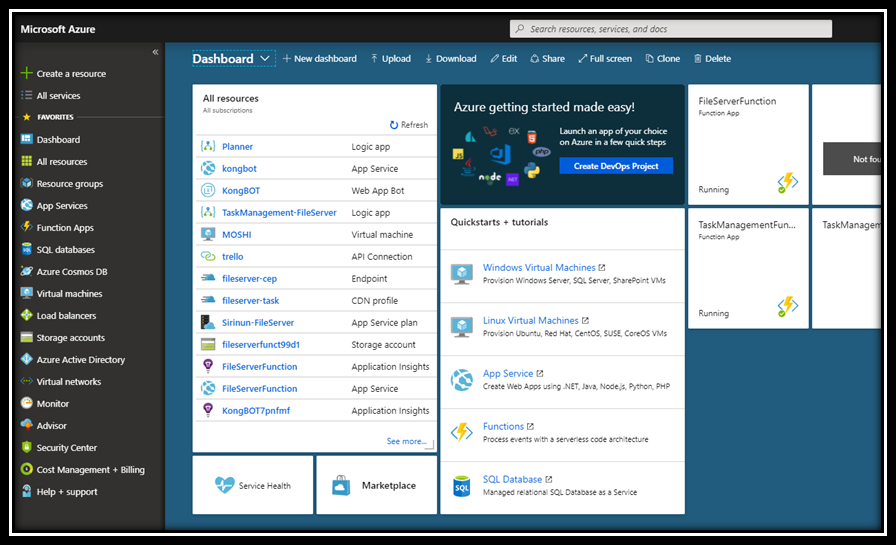 Microsoft Azure
Search resources, services, and docs
«
Create a resource
All services
FAVORITES
Dashboard
All resources
Resource groups
App Services
Function Apps
SQL databases
Azure Cosmos DB
Virtual machines
Load balancers
Storage accounts
Azure Active Directory
Virtual networks
Monitor
Advisor
Security Center
Cost Management + Billing
Help + support
Dashboard
New dashboard
Upload
Download
Edit
Share
Full screen
Clone
Delete
All resources
All subscriptions
Refresh
Planner Logic app
kongbot App Service
KongBOT Web App Bot
TaskManagement-FileServer Logic app
MOSHI Virtual machine
trello API Connection
fileserver-cep Endpoint
fileserver-task CDN profile
Sirinun-FileServer App Service plan
fileserverfunct99d1 Storage account
FileServerFunction Application Insights
FileServerFunction App Service
KongBOT7pnfmf Application Insights
See more...
Service Health
Marketplace
Azure getting started made easy!
Launch an app of your choice
on Azure in a few quick steps
Create DevOps Project
JS
EX
5
php
node
.NET
Quickstarts + tutorials
Windows Virtual Machines
Provision Windows Server, SQL Server, SharePoint VMs
Linux Virtual Machines
Provision Ubuntu, Red Hat, CentOS, SUSE, CoreOS VMs
App Service
Create Web Apps using .NET, Java, Node.js, Python, PHP
Functions
Process events with a serverless code architecture
SQL
SQL Database
Managed relational SQL Database as a Service
FileServerFunction
Function App
Running
Not fou
TaskManagementFun...
Function App
Running
TaskManagem